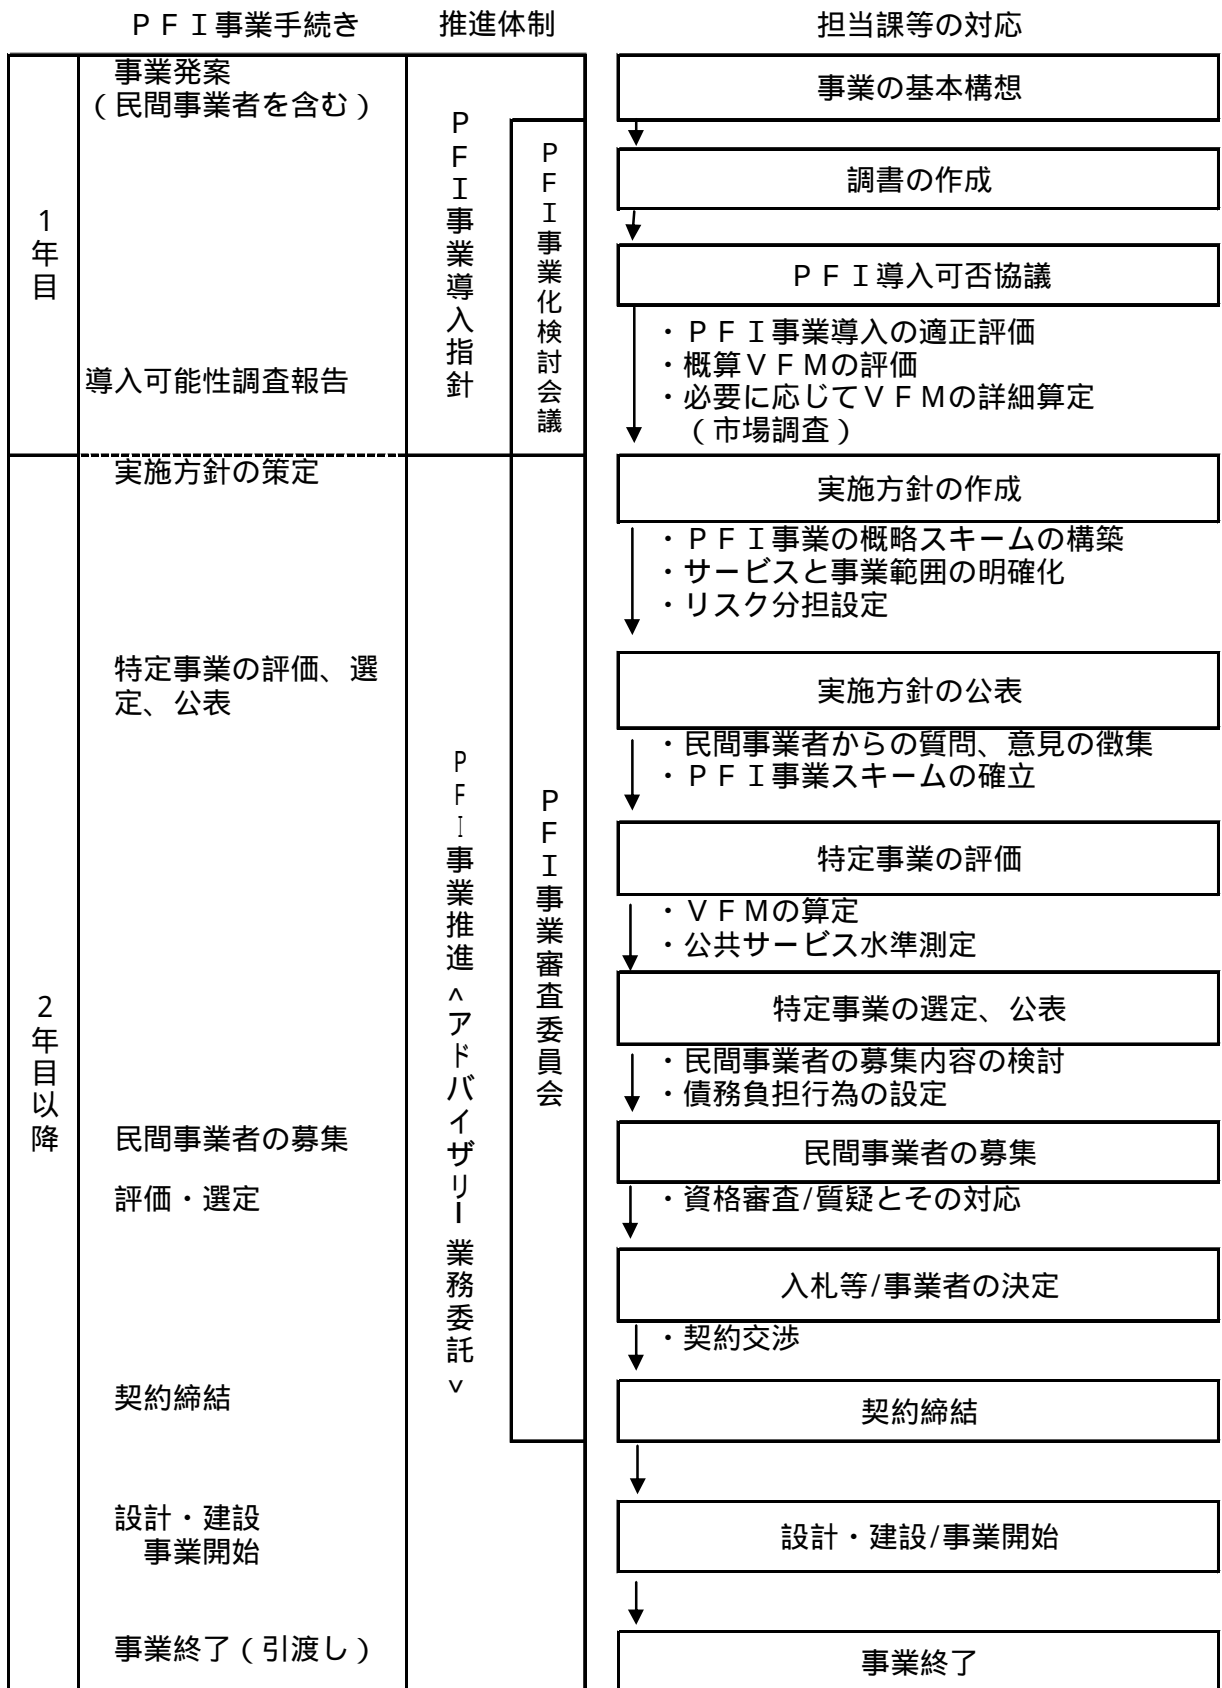 ＰＦＩ事業手続き
推進体制
担当課等の対応
1年目
事業発案
（民間事業者を含む）
導入可能性調査報告
ＰＦＩ事業導入指針
ＰＦＩ事業化検討会議
事業の基本構想
調書の作成
ＰＦＩ導入可否協議
・ＰＦＩ事業導入の適正評価
・概算ＶＦＭの評価
・必要に応じてＶＦＭの詳細算定
（市場調査）
2年目以降
実施方針の策定
特定事業の評価、選
定、公表
民間事業者の募集
評価・選定
契約締結
設計・建設
事業開始
事業終了（引渡し）
ＰＦＩ事業推進＜アドバイザリー業務委託＞
ＰＦＩ事業審査委員会
実施方針の作成
・ＰＦＩ事業の概略スキームの構築
・サービスと事業範囲の明確化
・リスク分担設定
実施方針の公表
・民間事業者からの質問、意見の徴集
・ＰＦＩ事業スキームの確立
特定事業の評価
・ＶＦＭの算定
・公共サービス水準測定
特定事業の選定、公表
・民間事業者の募集内容の検討
・債務負担行為の設定
民間事業者の募集
・資格審査/質疑とその対応
入札等/事業者の決定
・契約交渉
契約締結
設計・建設/事業開始
事業終了